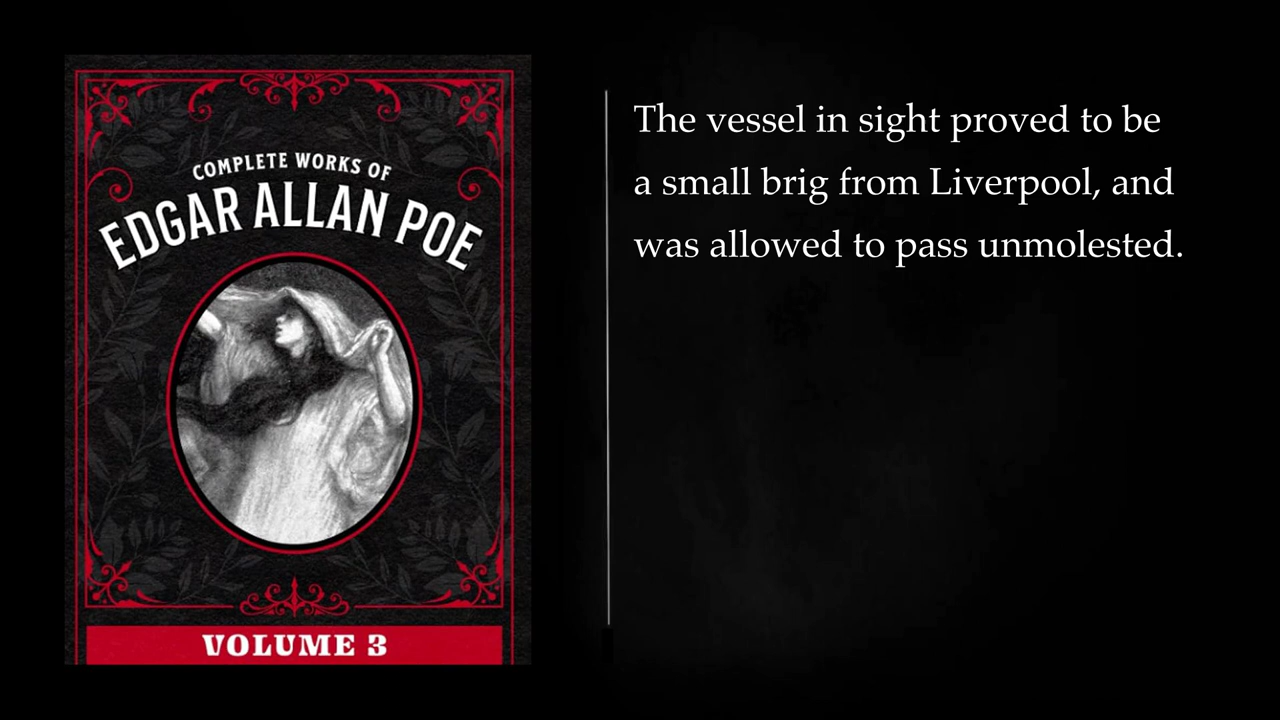 COMPLETE WORKS OF
EDGAR ALLAN POE
VOLUME 3
The vessel in sight proved to be
a small brig from Liverpool, and
was allowed to pass unmolested.